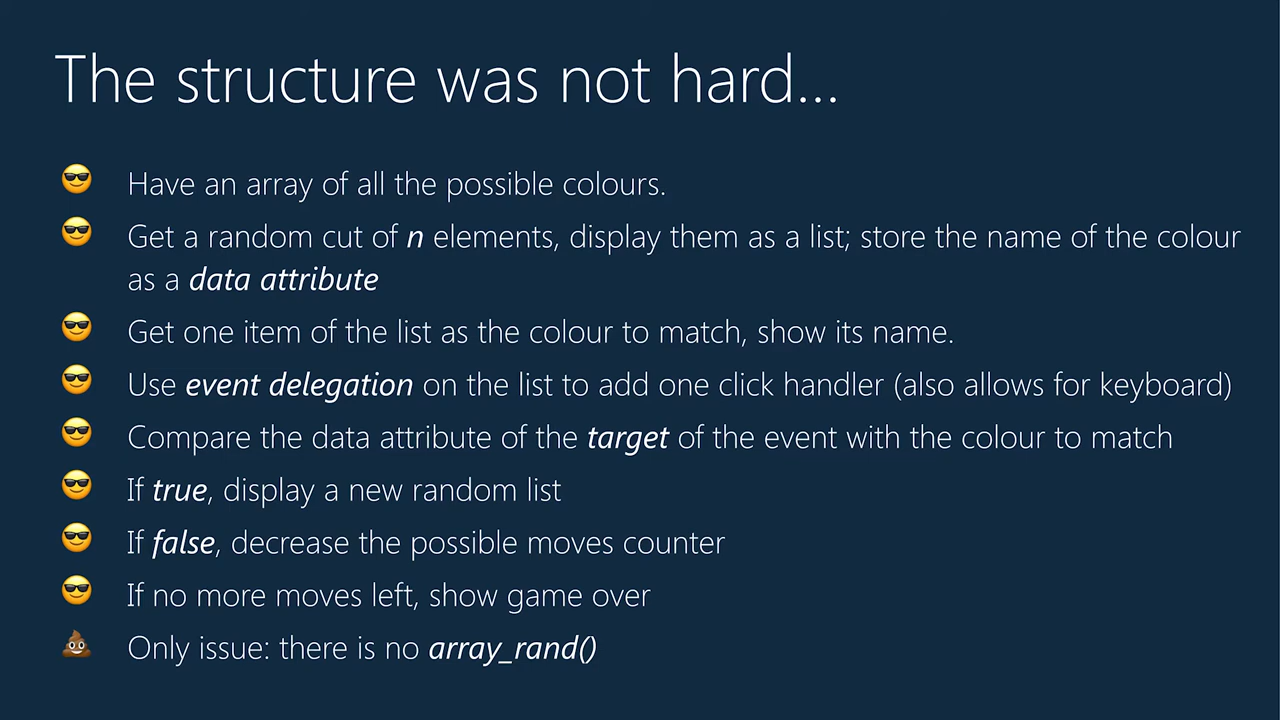 The structure was not hard...
😎 Have an array of all the possible colours.
😎 Get a random cut of n elements, display them as a list; store the name of the colour
as a data attribute
😎 Get one item of the list as the colour to match, show its name.
😎 Use event delegation on the list to add one click handler (also allows for keyboard)
😎 Compare the data attribute of the target of the event with the colour to match
😎 If true, display a new random list
😎 If false, decrease the possible moves counter
😎 If no more moves left, show game over
💩 Only issue: there is no array_rand()